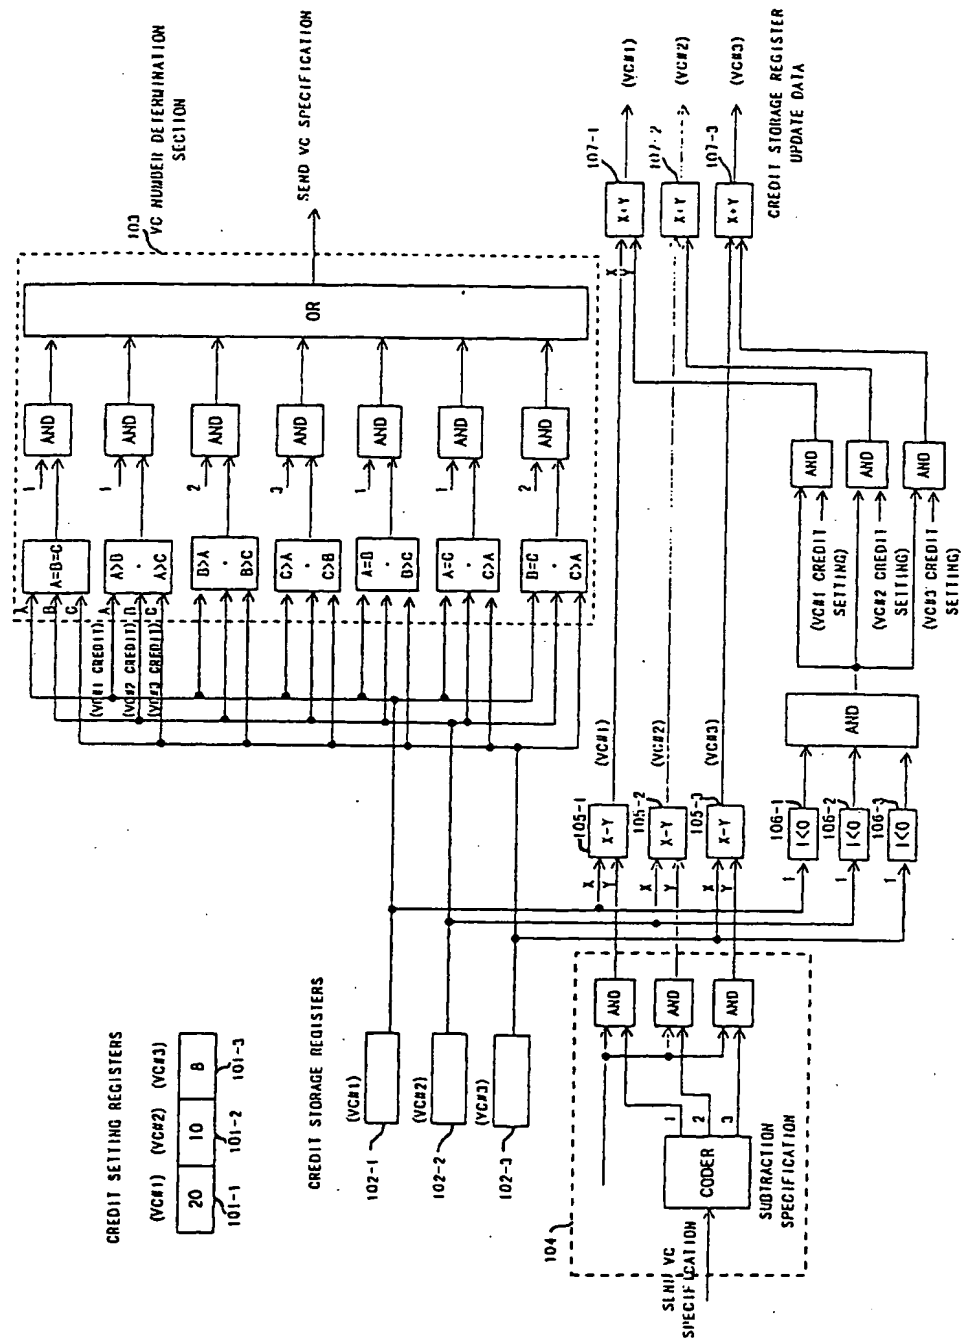 CREDIT SETTING REGISTERS
(VC#1) (VC#2) (VC#3)
20 10 8
101-1 101-2 101-3
CREDIT STORAGE REGISTERS
(VC#1)
102-1
(VC#2)
102-2
(VC#3)
102-3
104
SEND VC
SPECIFICATION
CODER
1
2
3
AND
AND
AND
SUBTRACTION
SPECIFICATION
X
Y
X-Y
105-1
(VC#1)
X
Y
X-Y
105-2
(VC#2)
X
Y
X-Y
105-3
(VC#3)
1
I<0
106-1
1
I<0
106-2
1
I<0
106-3
AND
AND
(VC#1 CREDIT
SETTING)
AND
(VC#2 CREDIT
SETTING)
AND
(VC#3 CREDIT
SETTING)
X
Y
X+Y
107-1
(VC#1)
X+Y
107-2
(VC#2)
X+Y
107-3
(VC#3)
CREDIT STORAGE REGISTER
UPDATE DATA
103
VC NUMBER DETERMINATION
SECTION
A
B
C
A=B=C
1
AND
(VC#1 CREDIT)
A
(VC#2 CREDIT)
B
(VC#3 CREDIT)
C
A>B
·
A>C
1
AND
B>A
·
B>C
2
AND
C>A
·
C>B
3
AND
A=B
·
B>C
1
AND
A=C
·
C>A
1
AND
B=C
·
C>A
2
AND
OR
SEND VC SPECIFICATION